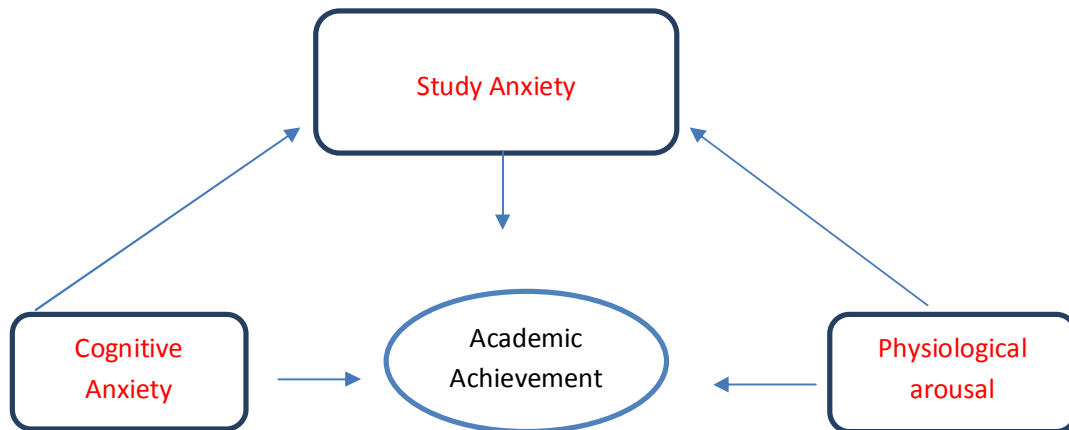 Study Anxiety
Cognitive
Anxiety
Academic
Achievement
Physiological
arousal